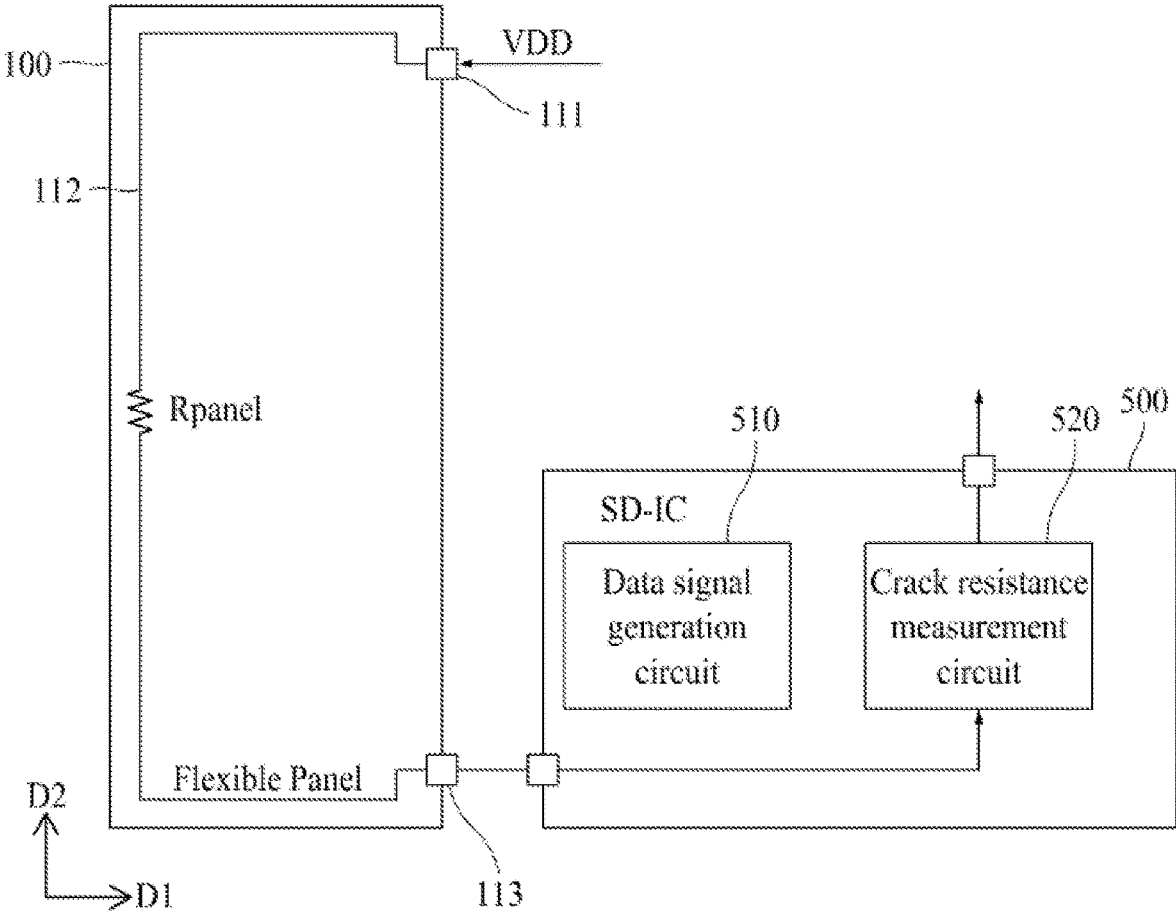 100
VDD
111
112
Rpanel
510
520
500
SD-IC
Data signal
generation
circuit
Crack resistance
measurement
circuit
Flexible Panel
D2
D1
113